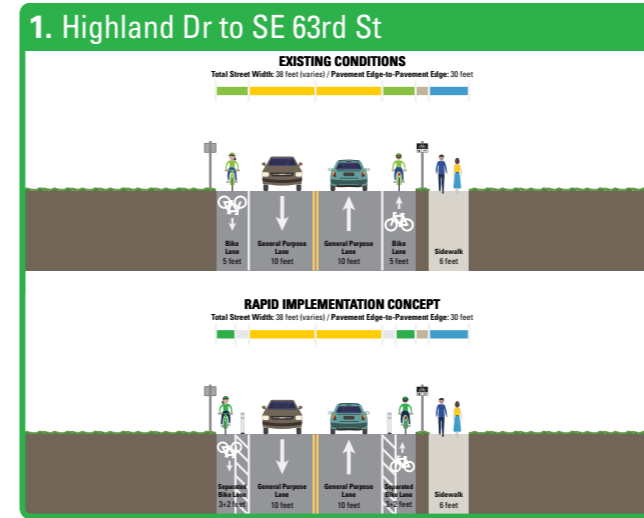 1. Highland Dr to SE 63rd St
EXISTING CONDITIONS
Total Street Width: 38 feet (varies) / Pavement Edge-to-Pavement Edge: 30 feet
Bike
Lane
5 feet
General Purpose
Lane
10 feet
General Purpose
Lane
10 feet
Bike
Lane
5 feet
Sidewalk
6 feet
RAPID IMPLEMENTATION CONCEPT
Total Street Width: 38 feet (varies) / Pavement Edge-to-Pavement Edge: 30 feet
Separated
Bike Lane
3+2 feet
General Purpose
Lane
10 feet
General Purpose
Lane
10 feet
Separated
Bike Lane
3+2 feet
Sidewalk
6 feet